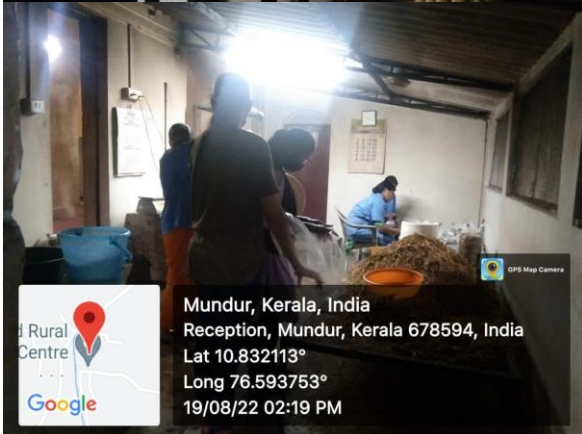 GPS Map Camera
d Rural
Centre
Google
Mundur, Kerala, India
Reception, Mundur, Kerala 678594, India
Lat 10.832113°
Long 76.593753°
19/08/22 02:19 PM